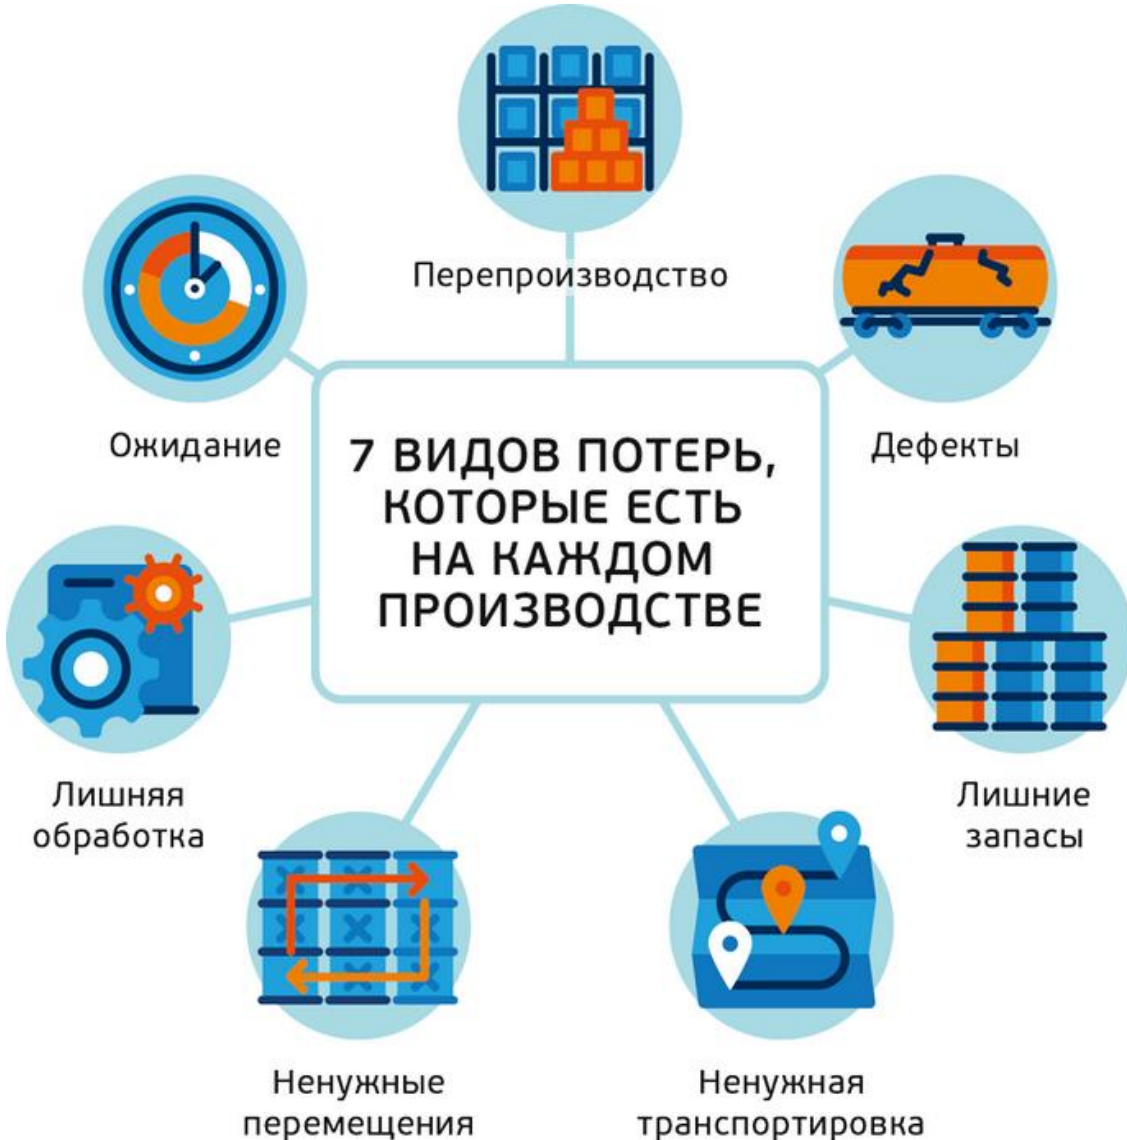 Перепроизводство
Ожидание
Дефекты
7 ВИДОВ ПОТЕРЬ,
КОТОРЫЕ ЕСТЬ
НА КАЖДОМ
ПРОИЗВОДСТВЕ
Лишняя
обработка
Лишние
запасы
Ненужные
перемещения
Ненужная
транспортировка